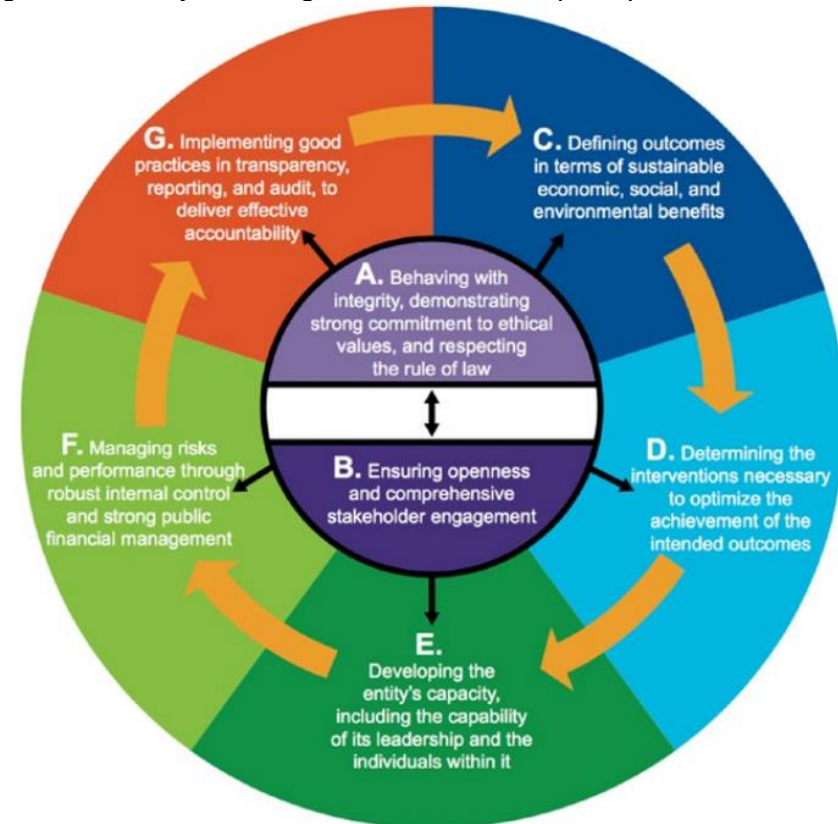 G. Implementing good
practices in transparency,
reporting, and audit, to
deliver effective
accountability
C. Defining outcomes
in terms of sustainable
economic, social, and
environmental benefits
A. Behaving with
integrity, demonstrating
strong commitment to ethical
values, and respecting
the rule of law
B. Ensuring openness
and comprehensive
stakeholder engagement
D. Determining the
interventions necessary
to optimize the
achievement of the
intended outcomes
E.
Developing the
entity's capacity,
including the capability
of its leadership and the
individuals within it
F. Managing risks
and performance through
robust internal control
and strong public
financial management